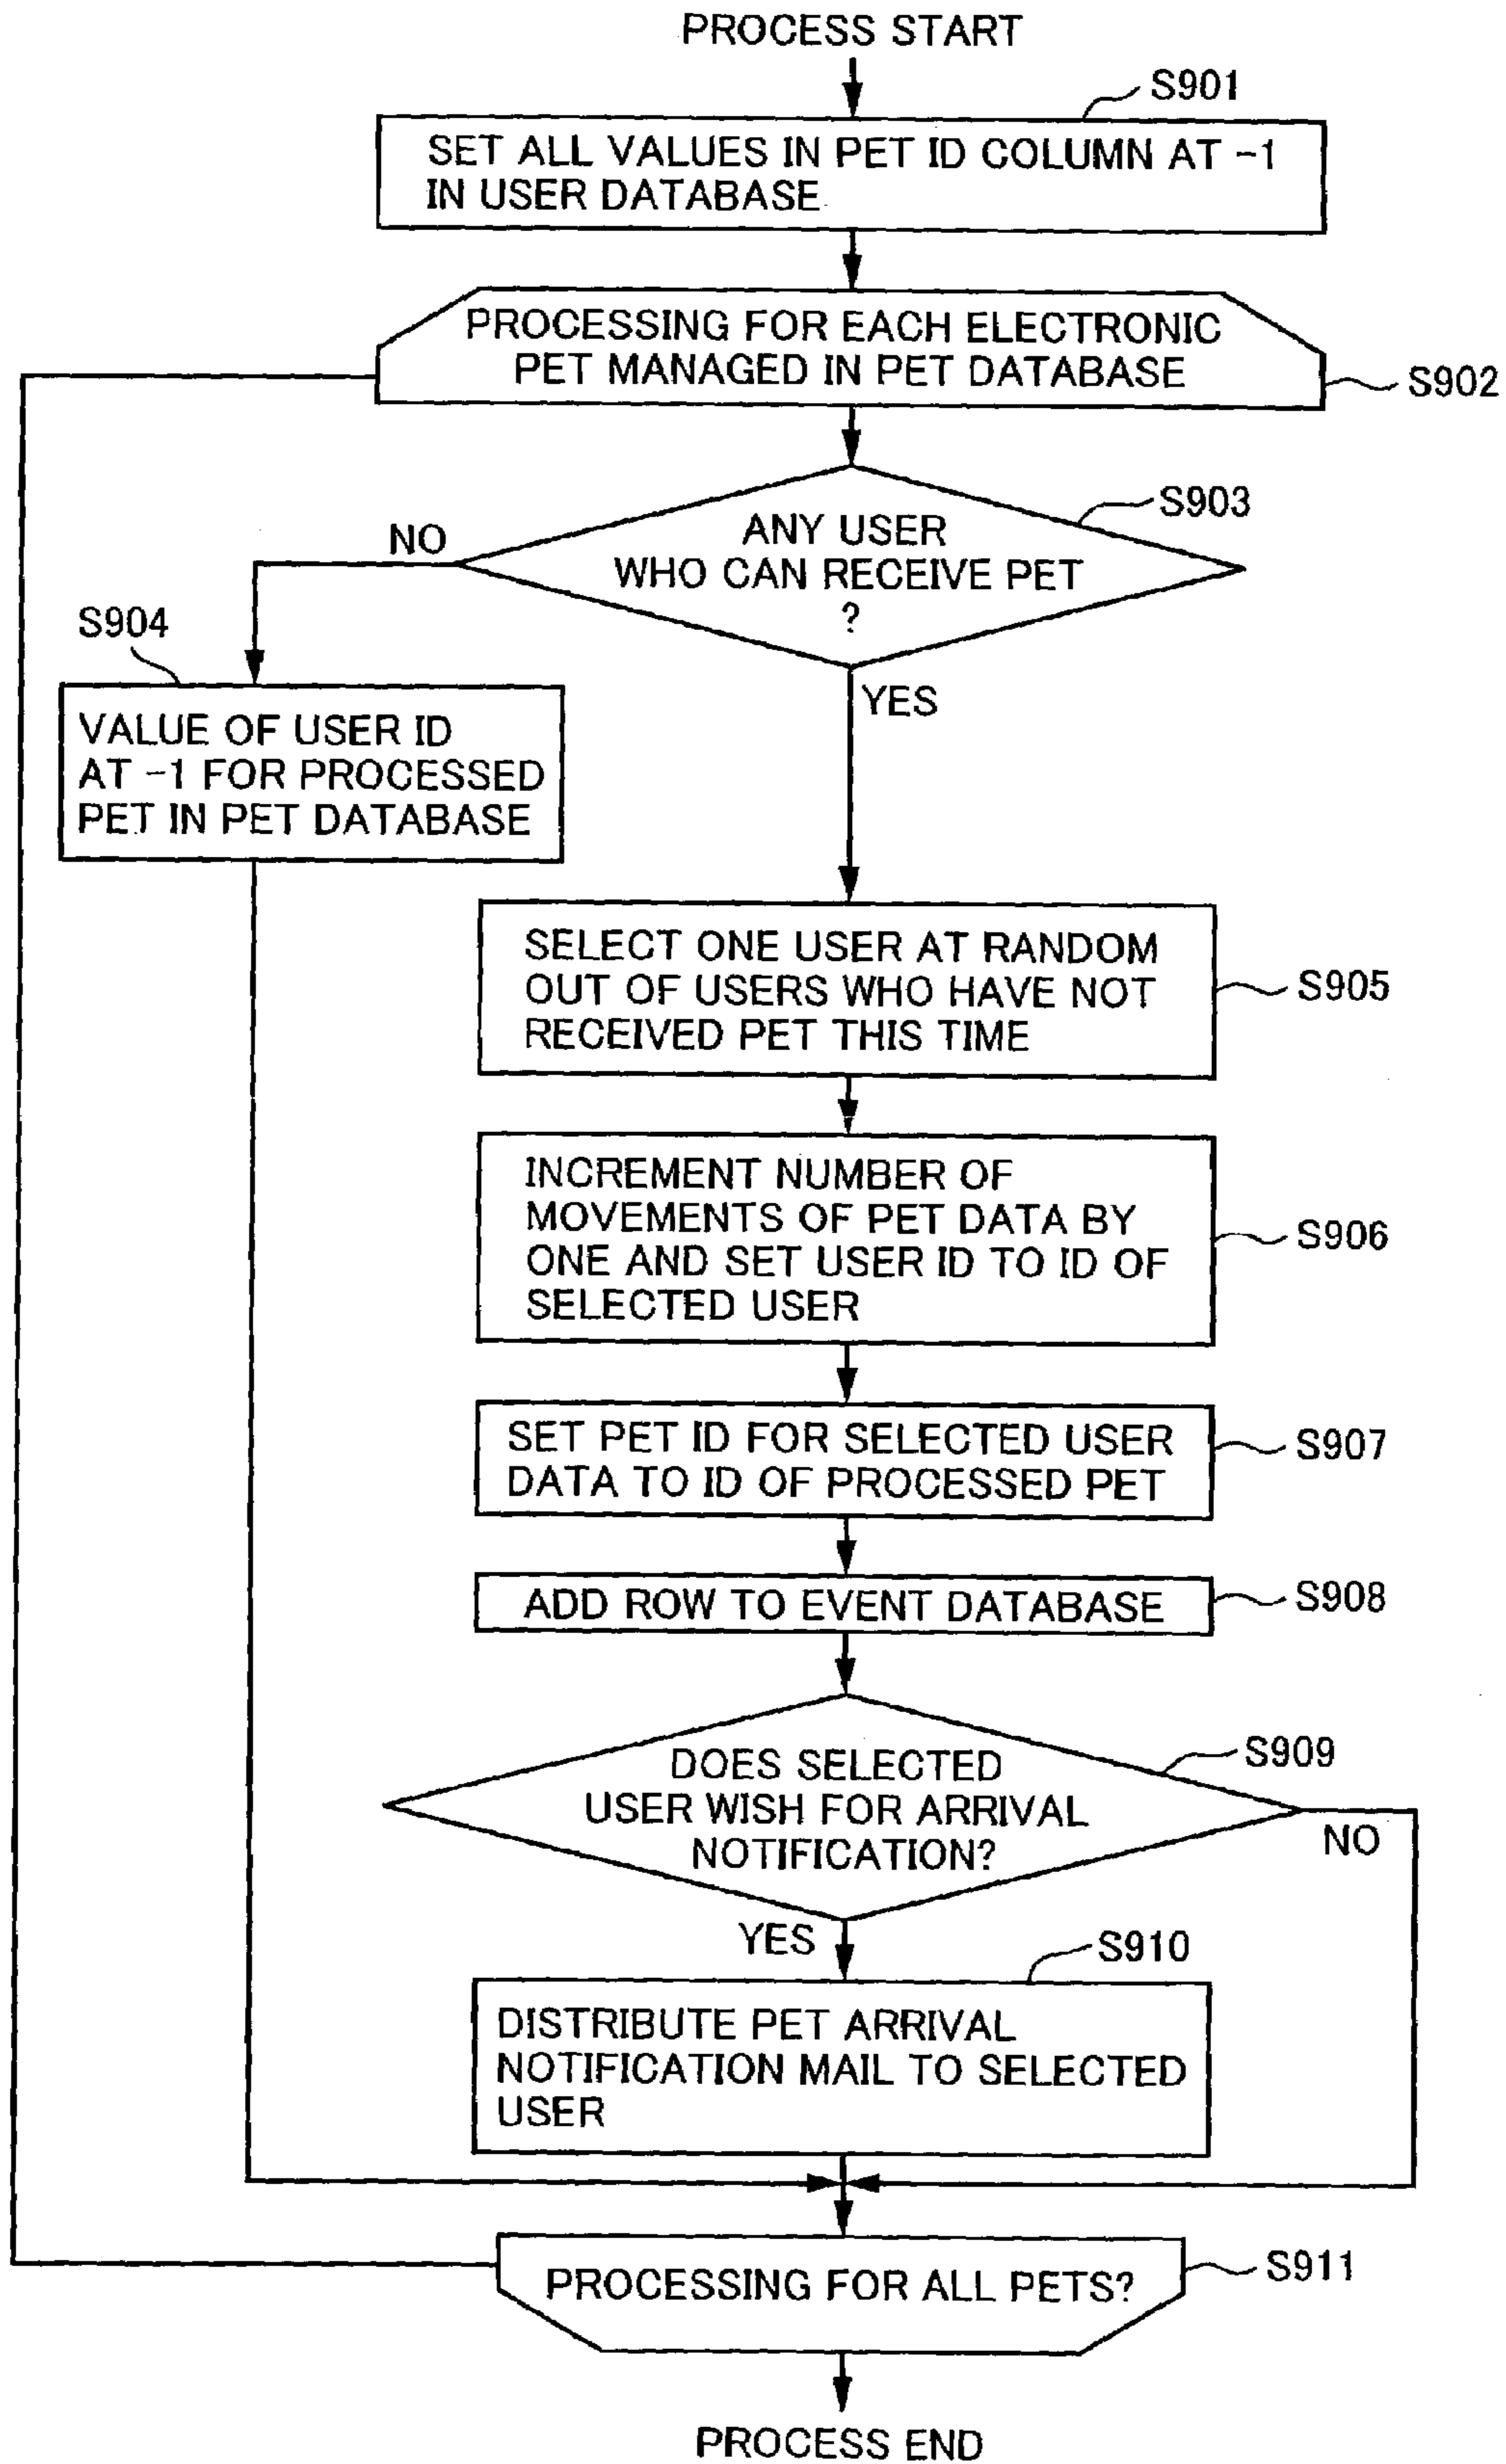 PROCESS START
S901
SET ALL VALUES IN PET ID COLUMN AT -1
IN USER DATABASE
PROCESSING FOR EACH ELECTRONIC
PET MANAGED IN PET DATABASE
S902
S903
ANY USER
WHO CAN RECEIVE PET
?
NO
YES
S904
VALUE OF USER ID
AT -1 FOR PROCESSED
PET IN PET DATABASE
SELECT ONE USER AT RANDOM
OUT OF USERS WHO HAVE NOT
RECEIVED PET THIS TIME
S905
INCREMENT NUMBER OF
MOVEMENTS OF PET DATA BY
ONE AND SET USER ID TO ID OF
SELECTED USER
S906
SET PET ID FOR SELECTED USER
DATA TO ID OF PROCESSED PET
S907
ADD ROW TO EVENT DATABASE
S908
S909
DOES SELECTED
USER WISH FOR ARRIVAL
NOTIFICATION?
NO
YES
S910
DISTRIBUTE PET ARRIVAL
NOTIFICATION MAIL TO SELECTED
USER
PROCESSING FOR ALL PETS?
S911
PROCESS END